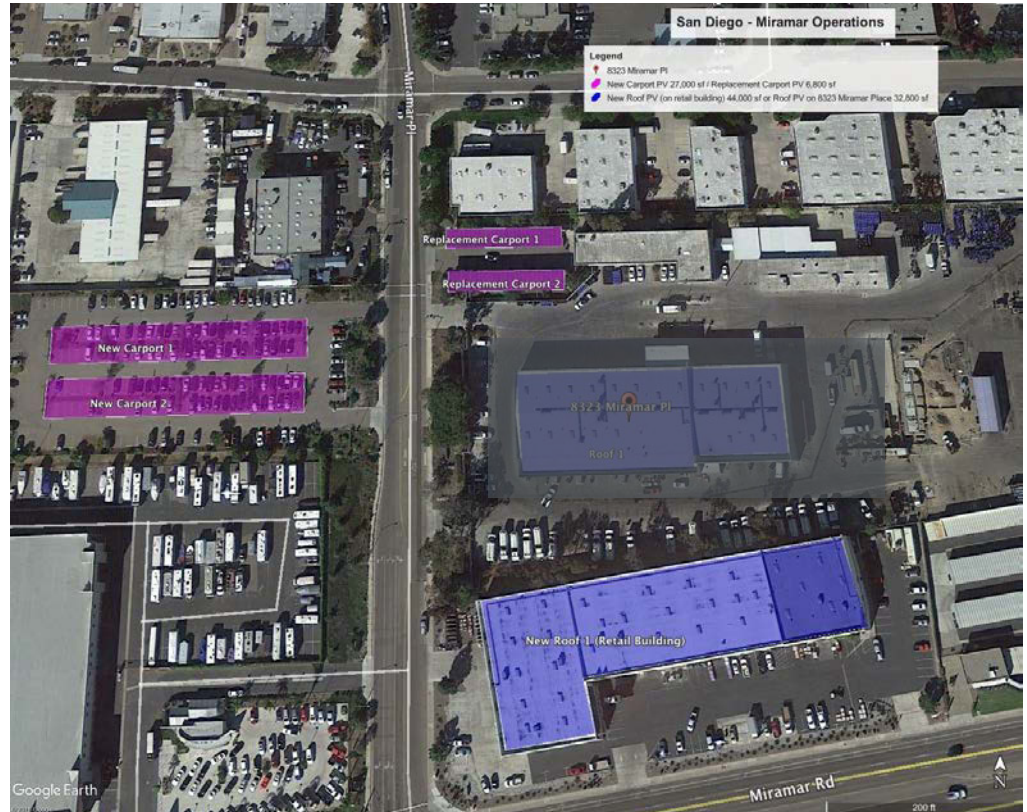 San Diego - Miramar Operations
Legend
8323 Miramar Pl
New Carport PV 27,000 sf / Replacement Carport PV 6,800 sf
New Roof PV (on retail building) 44,000 sf or Roof PV on 8323 Miramar Place 32,800 sf
Miramar Pl
Replacement Carport 1
Replacement Carport 2
New Carport 1
New Carport 2
8323 Miramar Pl
Roof 1
New Roof 1 (Retail Building)
Miramar Rd
Google Earth
N
200 ft